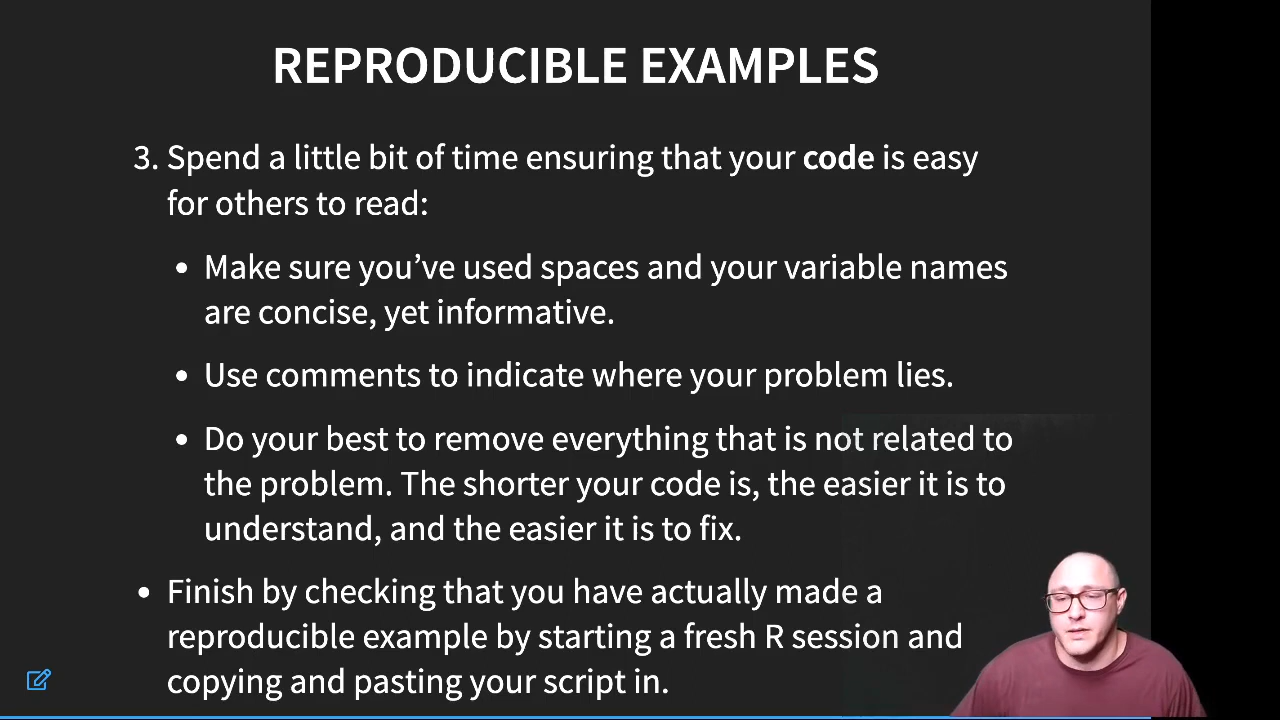 REPRODUCIBLE EXAMPLES
3. Spend a little bit of time ensuring that your code is easy
for others to read:
• Make sure you’ve used spaces and your variable names
are concise, yet informative.
• Use comments to indicate where your problem lies.
• Do your best to remove everything that is not related to
the problem. The shorter your code is, the easier it is to
understand, and the easier it is to fix.
• Finish by checking that you have actually made a
reproducible example by starting a fresh R session and
copying and pasting your script in.